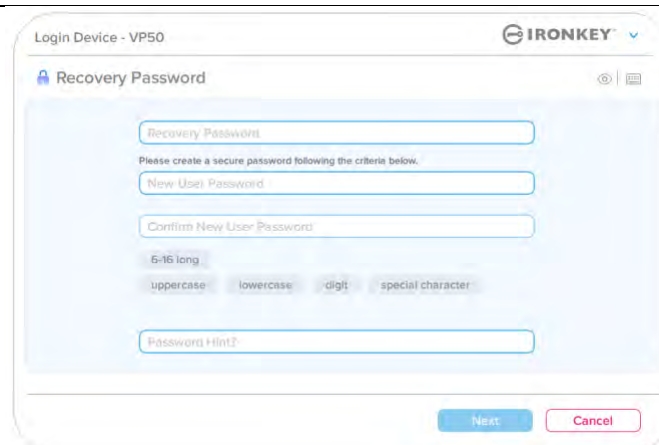 Login Device - VP50
IRONKEY
Recovery Password
Recovery Password
Please create a secure password following the criteria below.
New User Password
Confirm New User Password
6-16 long
uppercase lowercase digit special character
Password Hint?
Next Cancel